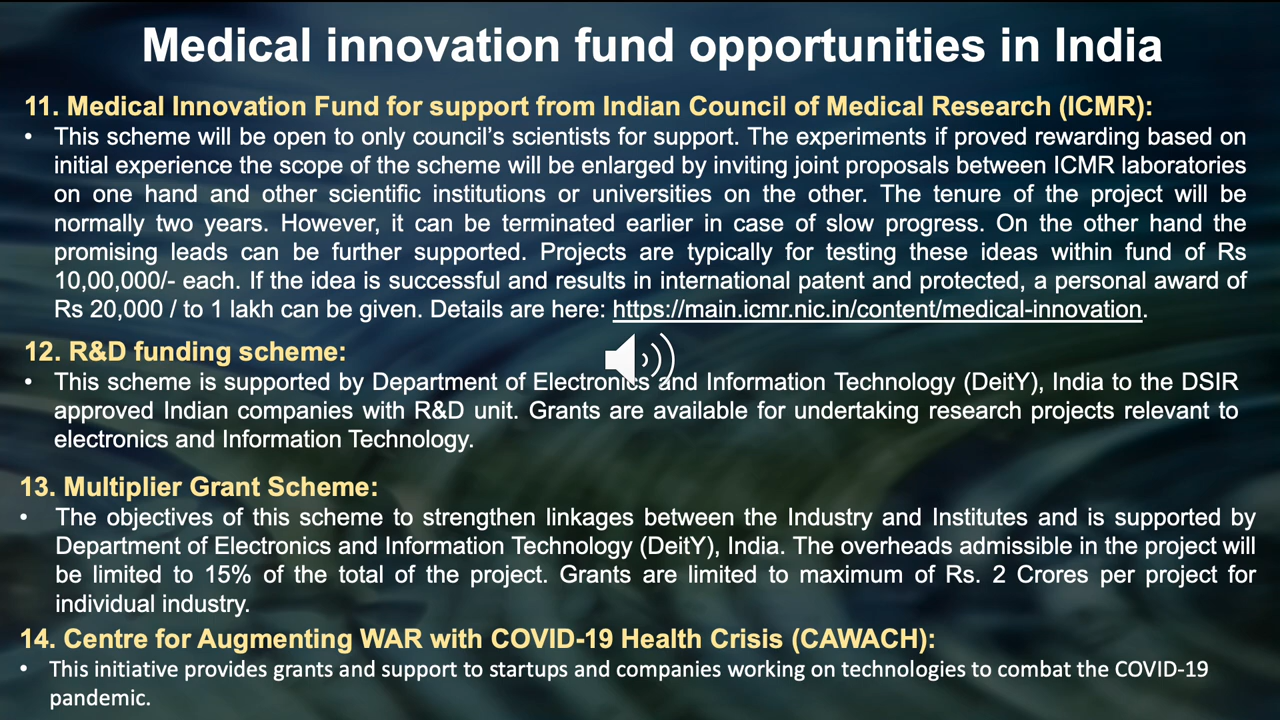 Medical innovation fund opportunities in India
11. Medical Innovation Fund for support from Indian Council of Medical Research (ICMR):
• This scheme will be open to only council's scientists for support. The experiments if proved rewarding based on
initial experience the scope of the scheme will be enlarged by inviting joint proposals between ICMR laboratories
on one hand and other scientific institutions or universities on the other. The tenure of the project will be
normally two years. However, it can be terminated earlier in case of slow progress. On the other hand the
promising leads can be further supported. Projects are typically for testing these ideas within fund of Rs
10,00,000/- each. If the idea is successful and results in international patent and protected, a personal award of
Rs 20,000 / to 1 lakh can be given. Details are here: https://main.icmr.nic.in/content/medical-innovation.
12. R&D funding scheme:
• This scheme is supported by Department of Electronics and Information Technology (DeitY), India to the DSIR
approved Indian companies with R&D unit. Grants are available for undertaking research projects relevant to
electronics and Information Technology.
13. Multiplier Grant Scheme:
• The objectives of this scheme to strengthen linkages between the Industry and Institutes and is supported by
Department of Electronics and Information Technology (DeitY), India. The overheads admissible in the project will
be limited to 15% of the total of the project. Grants are limited to maximum of Rs. 2 Crores per project for
individual industry.
14. Centre for Augmenting WAR with COVID-19 Health Crisis (CAWACH):
• This initiative provides grants and support to startups and companies working on technologies to combat the COVID-19
pandemic.